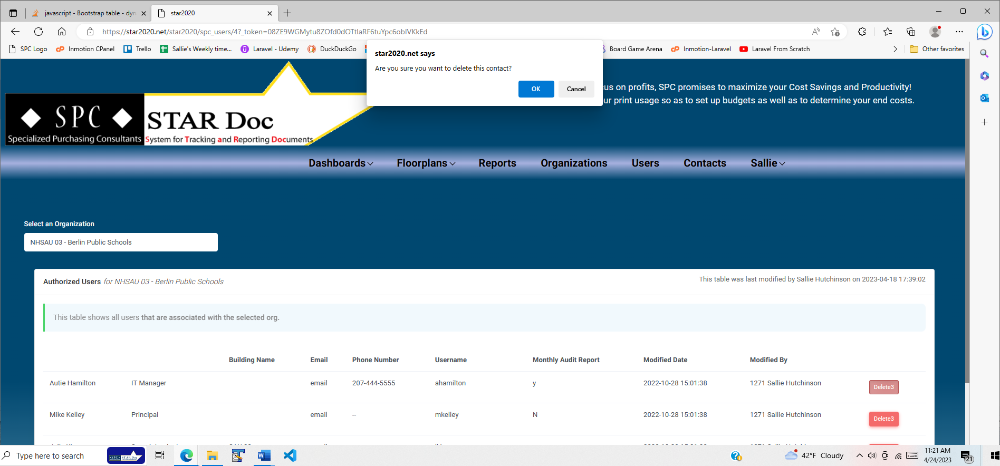 javascript - Bootstrap table - dyn
star2020
https://star2020.net/star2020/spc_users/4?_token=08ZE9WGMytu8ZOfd0dOTtlaRF6tuYpc6obIVKkEd
SPC Logo
Inmotion CPanel
Trello
Sallie's Weekly time...
Laravel - Udemy
DuckDuckGo
Board Game Arena
Inmotion-Laravel
Laravel From Scratch
Other favorites
star2020.net says
Are you sure you want to delete this contact?
OK
Cancel
cus on profits, SPC promises to maximize your Cost Savings and Productivity!
ur print usage so as to set up budgets as well as to determine your end costs.
SPC
Specialized Purchasing Consultants
STAR Doc
System for Tracking and Reporting Documents
Dashboards
Floorplans
Reports
Organizations
Users
Contacts
Sallie
Select an Organization
NHSAU 03 - Berlin Public Schools
Authorized Users for NHSAU 03 - Berlin Public Schools
This table was last modified by Sallie Hutchinson on 2023-04-18 17:39:02
This table shows all users that are associated with the selected org.
Building Name Email Phone Number Username Monthly Audit Report Modified Date Modified By
Autie Hamilton IT Manager email 207-444-5555 ahamilton y 2022-10-28 15:01:38 1271 Sallie Hutchinson Delete3
Mike Kelley Principal email -- mkelley N 2022-10-28 15:01:38 1271 Sallie Hutchinson Delete3
Type here to search
SPC STAR Doc
42°F Cloudy
11:21 AM
4/24/2023
21